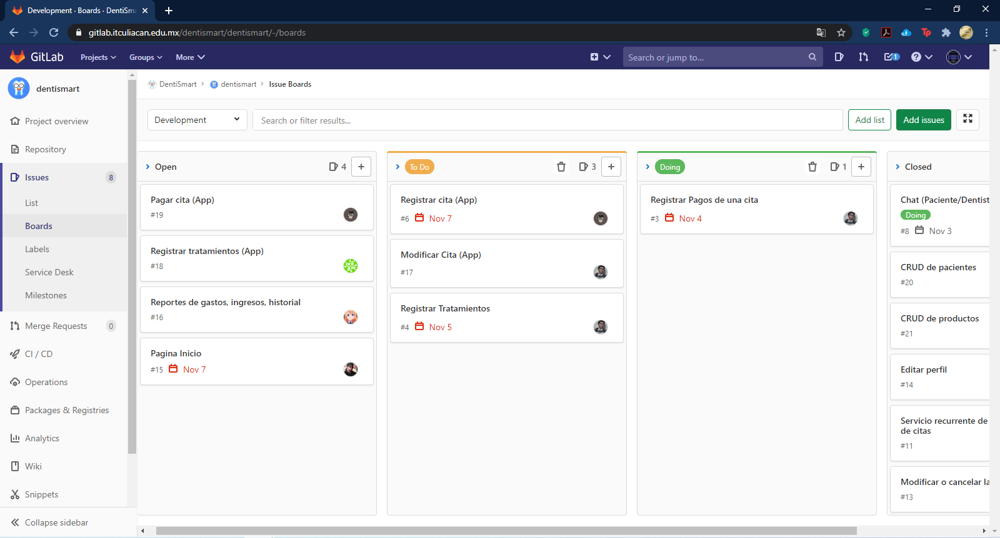 Development · Boards · DentiSma
gitlab.itculiacan.edu.mx/dentismart/dentismart/-/boards
Tp
GitLab
Projects
Groups
More
Search or jump to...
1
dentismart
Project overview
Repository
Issues
8
List
Boards
Labels
Service Desk
Milestones
Merge Requests
0
CI / CD
Operations
Packages & Registries
Analytics
Wiki
Snippets
Collapse sidebar
DentiSmart > dentismart > Issue Boards
Development
Search or filter results...
Add list
Add issues
Open
4
Pagar cita (App)
#19
Registrar tratamientos (App)
#18
Reportes de gastos, ingresos, historial
#16
Pagina Inicio
#15 Nov 7
To Do
3
Registrar cita (App)
#6 Nov 7
Modificar Cita (App)
#17
Registrar Tratamientos
#4 Nov 5
Doing
1
Registrar Pagos de una cita
#3 Nov 4
Closed
Chat (Paciente/Dentist
Doing
#8 Nov 3
CRUD de pacientes
#20
CRUD de productos
#21
Editar perfil
#14
Servicio recurrente de
de citas
#11
Modificar o cancelar la
#13